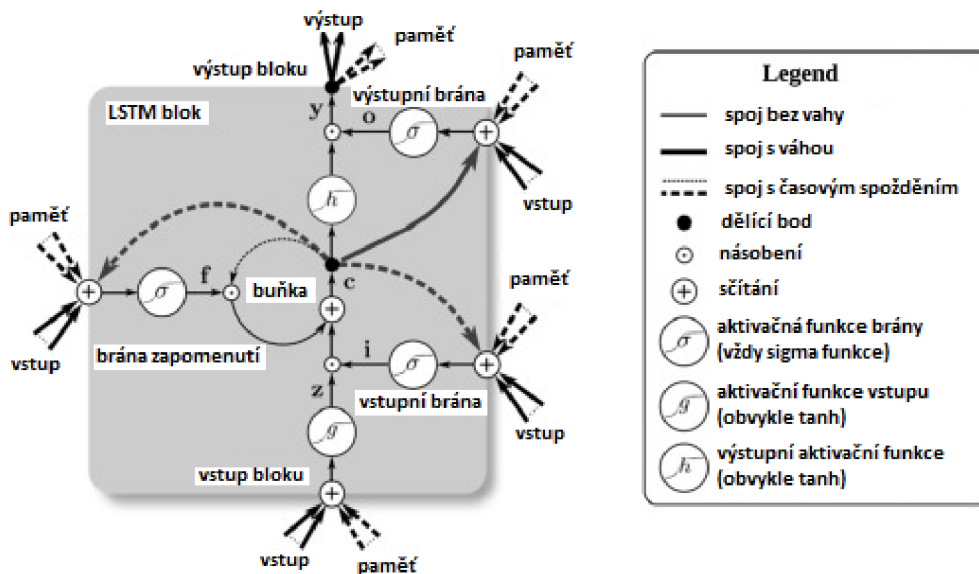 výstup
paměť
výstup bloku
LSTM blok
výstupní brána
paměť
y
o
σ
vstup
h
paměť
c
f
σ
buňka
paměť
vstup
brána zapomenutí
i
σ
z
vstupní brána
vstup
g
vstup bloku
vstup
paměť
Legend
spoj bez vahy
spoj s váhou
spoj s časovým spožděním
dělící bod
násobení
sčítání
σ
aktivačná funkce brány
(vždy sigma funkce)
g
aktivační funkce vstupu
(obvykle tanh)
h
výstupní aktivační funkce
(obvykle tanh)